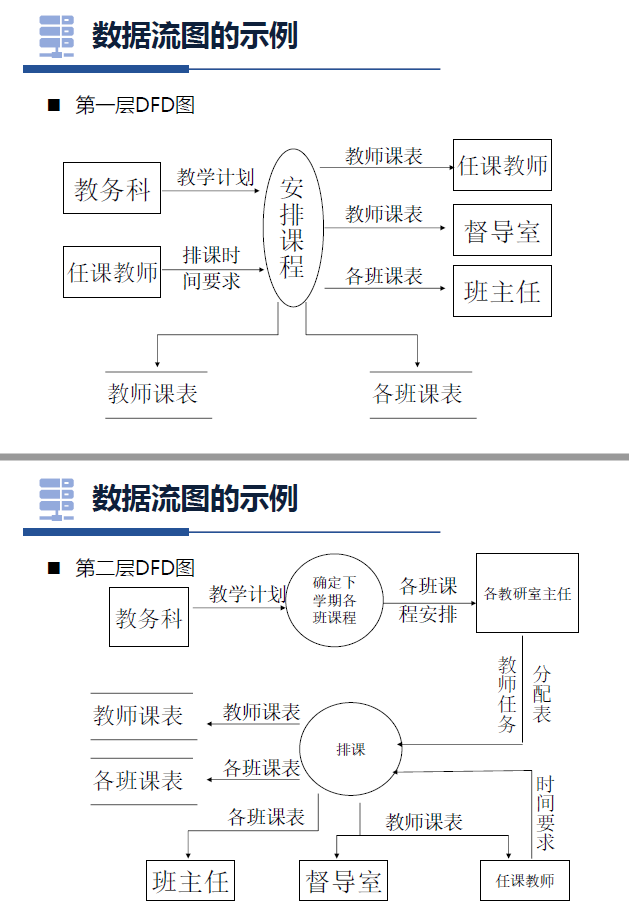 数据流图的示例
■ 第一层DFD图
教务科
教学计划
任课教师
排课时
间要求
安排课程
教师课表
任课教师
教师课表
督导室
各班课表
班主任
教师课表
各班课表
数据流图的示例
■ 第二层DFD图
教务科
教学计划
确定下
学期各
班课程
各班课
程安排
各教研室主任
教师任务
分配表
教师课表
教师课表
排课
各班课表
各班课表
时间要求
各班课表
教师课表
班主任
督导室
任课教师